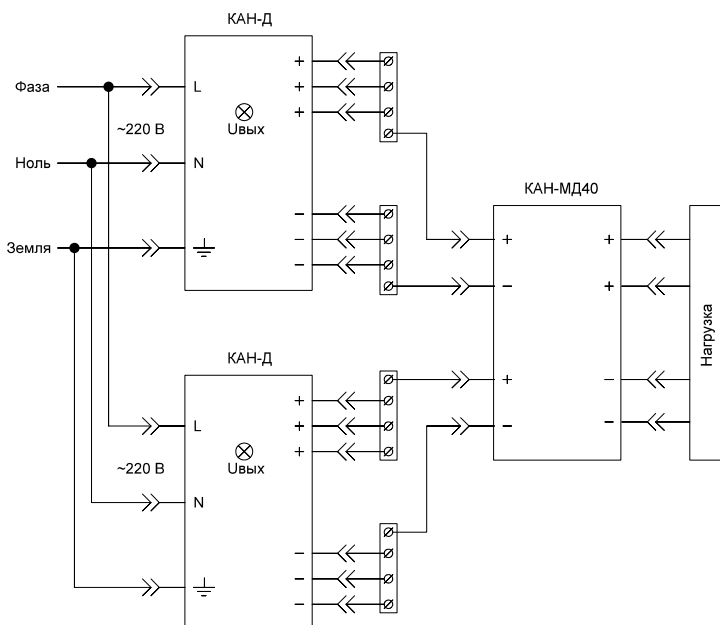 КАН-Д
Фаза
L
+
+
+
~220 В
Uвых
Ноль
N
КАН-МД40
Земля
−
−
−
+
−
+
+
Нагрузка
КАН-Д
+
−
−
−
L
+
+
+
~220 В
Uвых
N
−
−
−